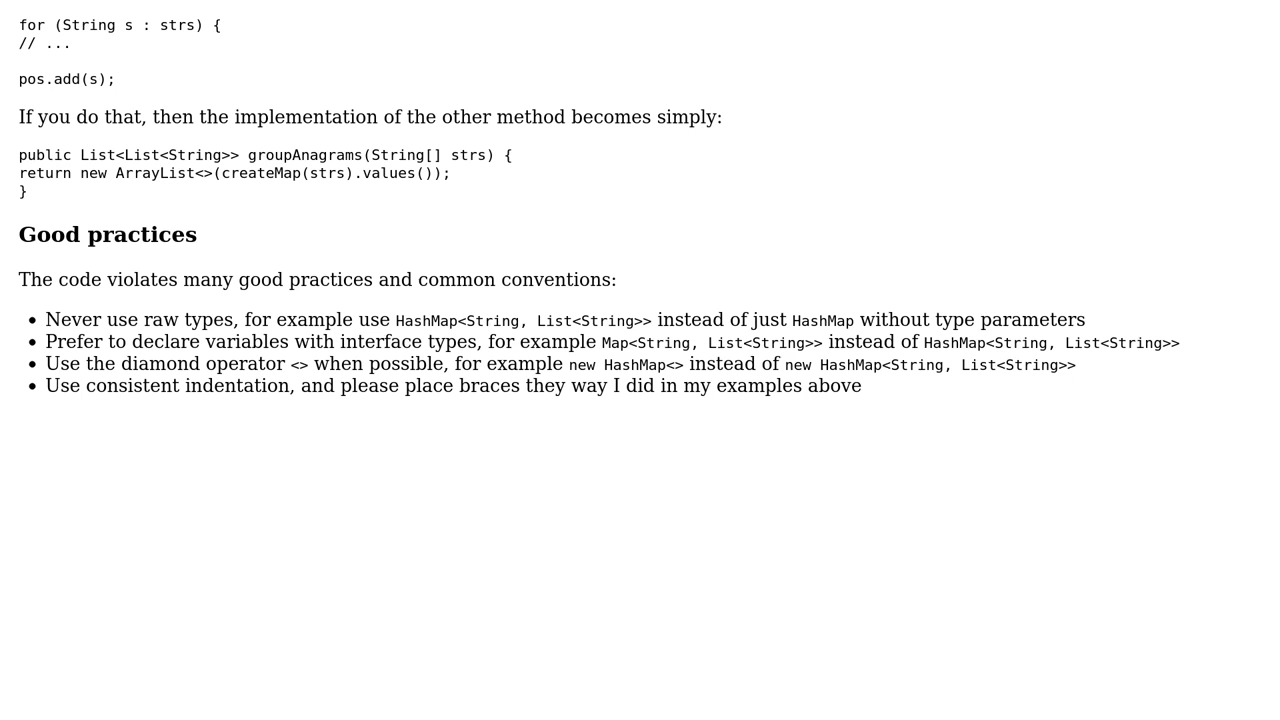 for (String s : strs) {
// ...
pos.add(s);
If you do that, then the implementation of the other method becomes simply:
public List<List<String>> groupAnagrams(String[] strs) {
return new ArrayList<>(createMap(strs).values());
}
Good practices
The code violates many good practices and common conventions:
• Never use raw types, for example use HashMap<String, List<String>> instead of just HashMap without type parameters
• Prefer to declare variables with interface types, for example Map<String, List<String>> instead of HashMap<String, List<String>>
• Use the diamond operator <> when possible, for example new HashMap<> instead of new HashMap<String, List<String>>
• Use consistent indentation, and please place braces they way I did in my examples above